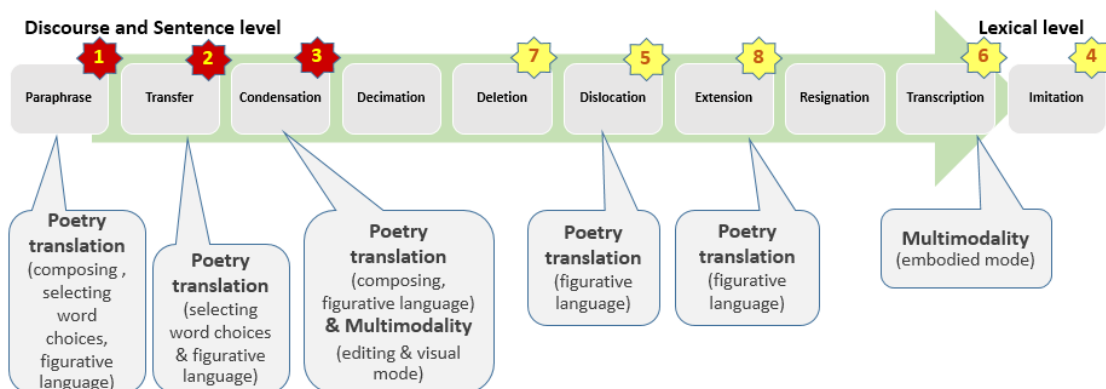 Discourse and Sentence level
Lexical level
1
2
3
7
5
8
6
4
Paraphrase
Transfer
Condensation
Decimation
Deletion
Dislocation
Extension
Resignation
Transcription
Imitation
Poetry
translation
(composing ,
selecting
word
choices,
figurative
language)
Poetry
translation
(selecting
word choices
& figurative
language)
Poetry
translation
(composing,
figurative language)
& Multimodality
(editing & visual
mode)
Poetry
translation
(figurative
language)
Poetry
translation
(figurative
language)
Multimodality
(embodied mode)